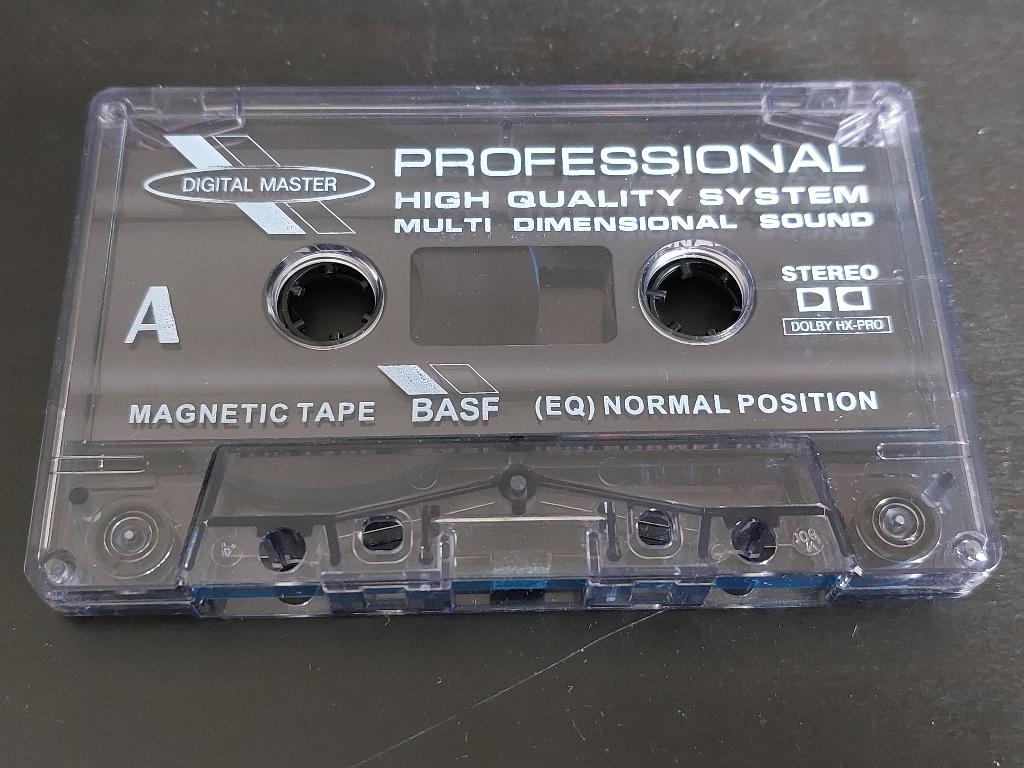 PROFESSIONAL
DIGITAL MASTER
HIGH QUALITY SYSTEM
MULTI DIMENSIONAL SOUND
STEREO
A
DOLBY HX-PRO
MAGNETIC TAPE BASF (EQ) NORMAL POSITION